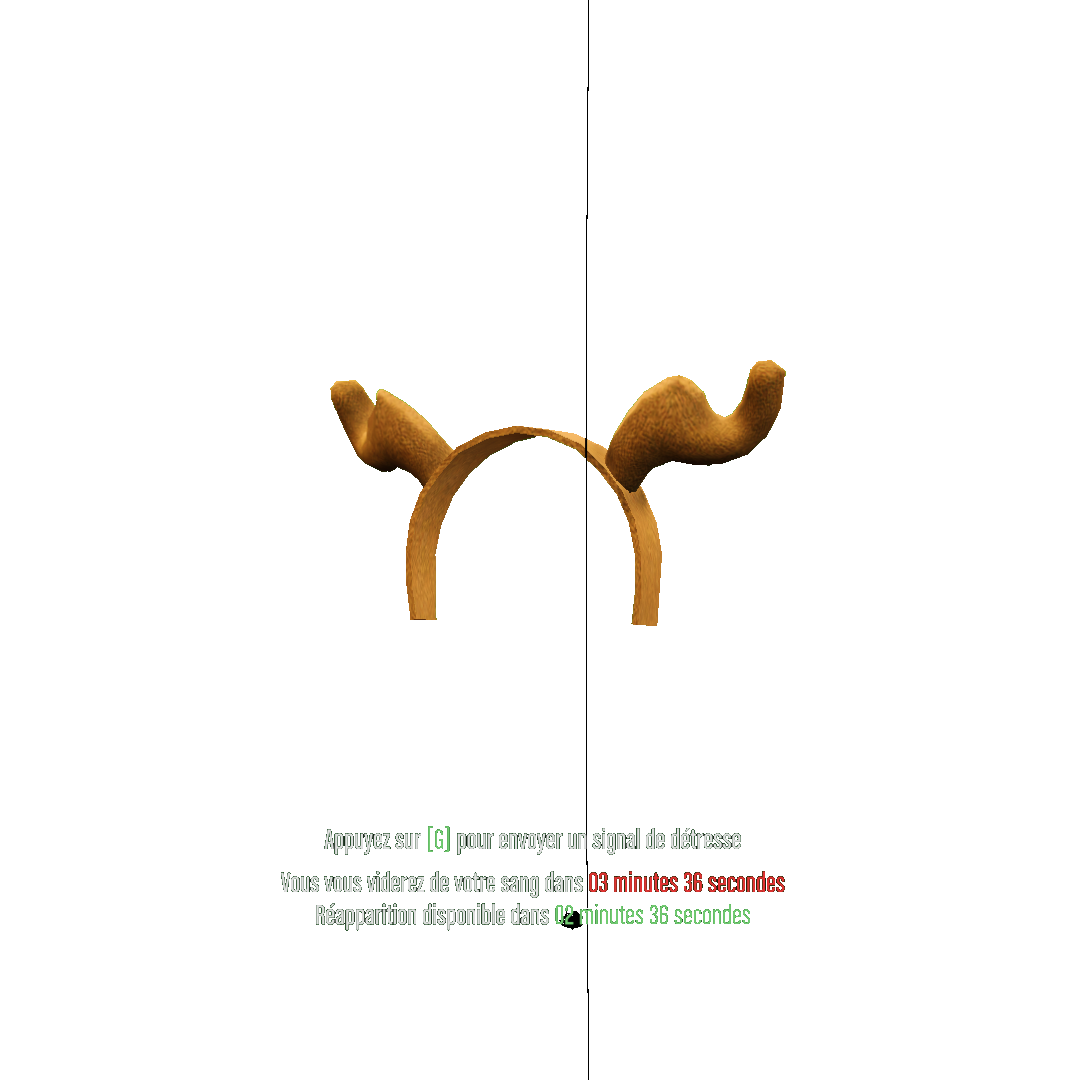 Appuyez sur [G] pour envoyer un signal de détresse
Vous vous viderez de votre sang dans 03 minutes 36 secondes
Réapparition disponible dans 02 minutes 36 secondes